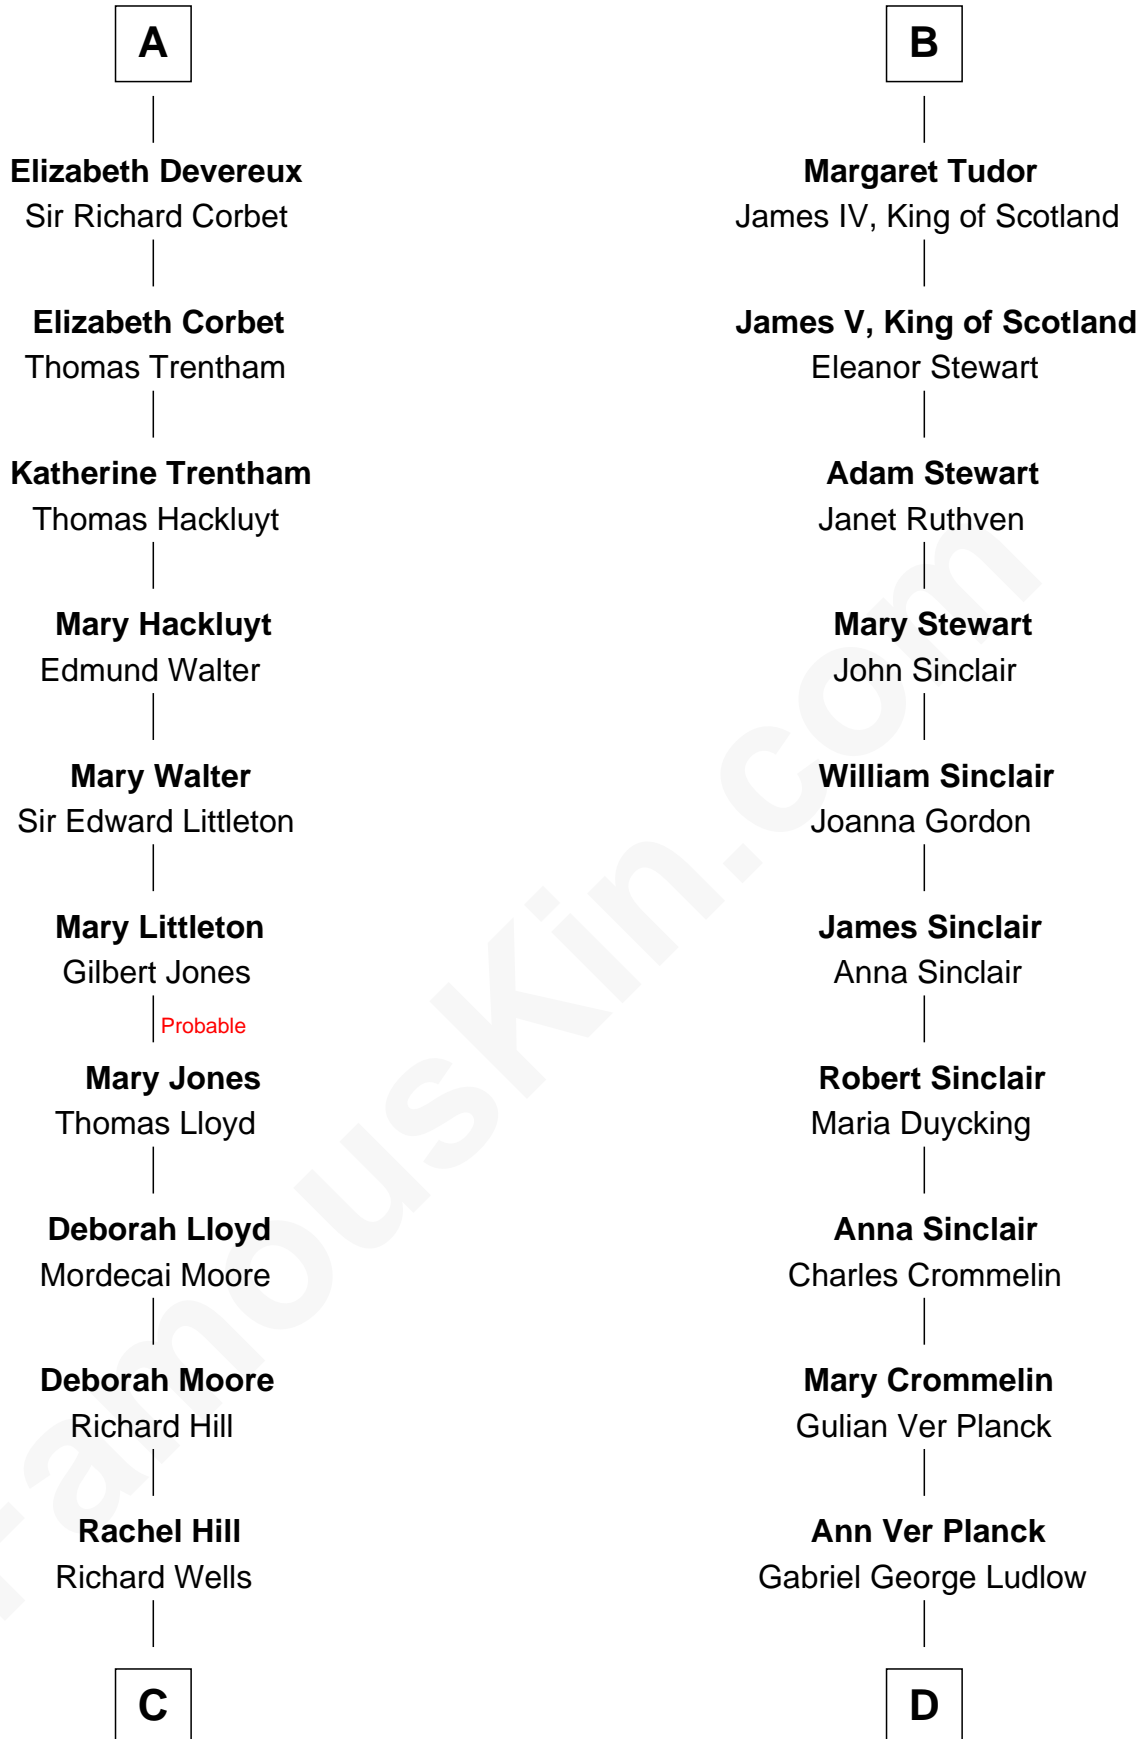 A
Elizabeth Devereux
Sir Richard Corbet
Elizabeth Corbet
Thomas Trentham
Katherine Trentham
Thomas Hackluyt
Mary Hackluyt
Edmund Walter
Mary Walter
Sir Edward Littleton
Mary Littleton
Gilbert Jones
Probable
Mary Jones
Thomas Lloyd
Deborah Lloyd
Mordecai Moore
Deborah Moore
Richard Hill
Rachel Hill
Richard Wells
C
B
Margaret Tudor
James IV, King of Scotland
James V, King of Scotland
Eleanor Stewart
Adam Stewart
Janet Ruthven
Mary Stewart
John Sinclair
William Sinclair
Joanna Gordon
James Sinclair
Anna Sinclair
Robert Sinclair
Maria Duycking
Anna Sinclair
Charles Crommelin
Mary Crommelin
Gulian Ver Planck
Ann Ver Planck
Gabriel George Ludlow
D
FamousKin.com